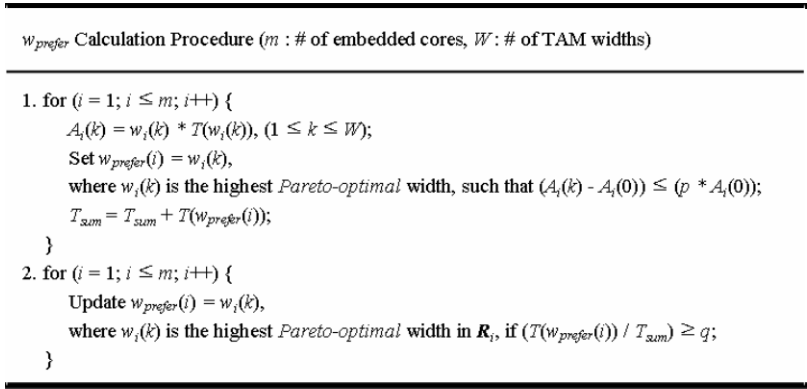 w_prefer Calculation Procedure (m : # of embedded cores, W: # of TAM widths)
1. for (i = 1; i ≤ m; i++) {
A_i(k) = w_i(k) * T(w_i(k)), (1 ≤ k ≤ W);
Set w_prefer(i) = w_i(k),
where w_i(k) is the highest Pareto-optimal width, such that (A_i(k) - A_i(0)) ≤ (p * A_i(0));
T_sum = T_sum + T(w_prefer(i));
}
2. for (i = 1; i ≤ m; i++) {
Update w_prefer(i) = w_i(k),
where w_i(k) is the highest Pareto-optimal width in R_i, if (T(w_prefer(i)) / T_sum) ≥ q;
}